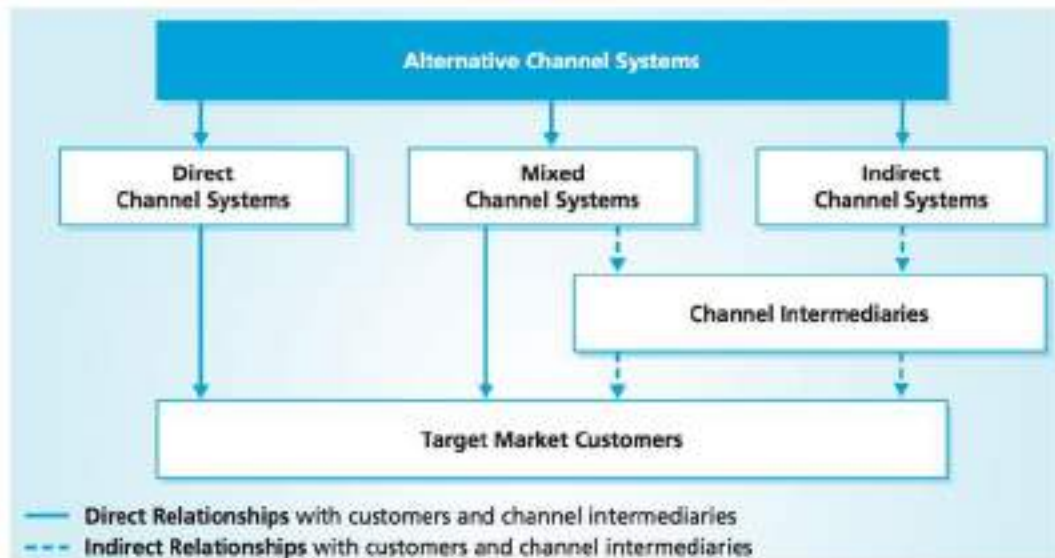 Alternative Channel Systems
Direct
Channel Systems
Mixed
Channel Systems
Indirect
Channel Systems
Channel Intermediaries
Target Market Customers
Direct Relationships with customers and channel intermediaries
Indirect Relationships with customers and channel intermediaries